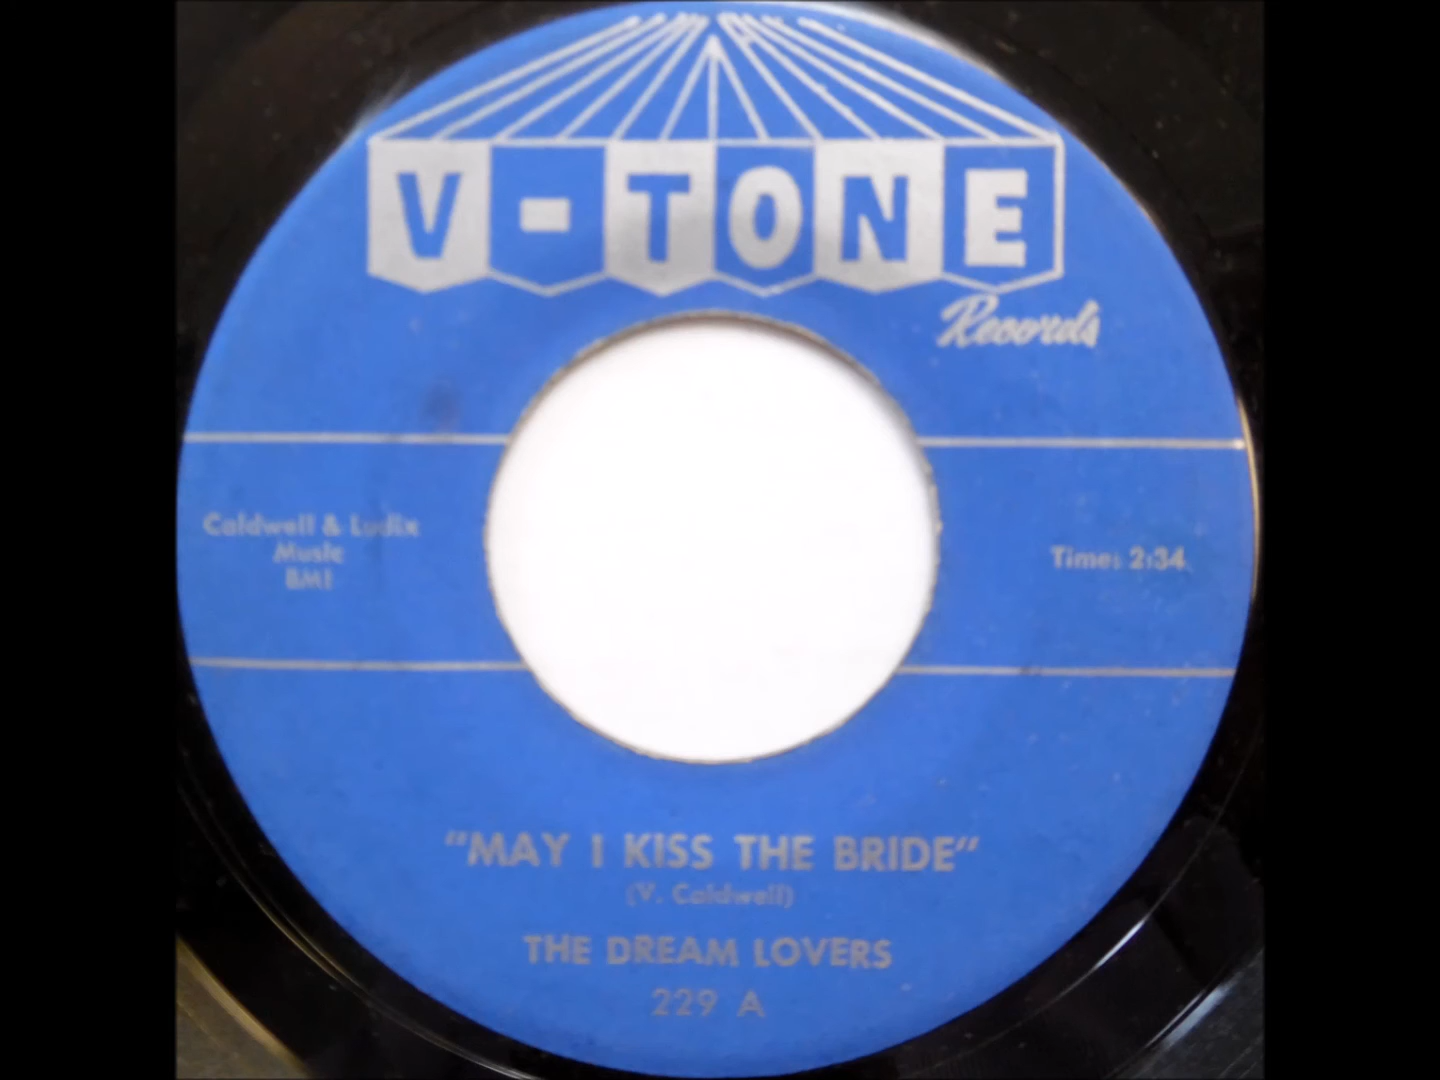 V-TONE
Records
Caldwell & Ludix
Music
BMI
Time: 2:34
"MAY I KISS THE BRIDE"
(V. Caldwell)
THE DREAM LOVERS
229 A